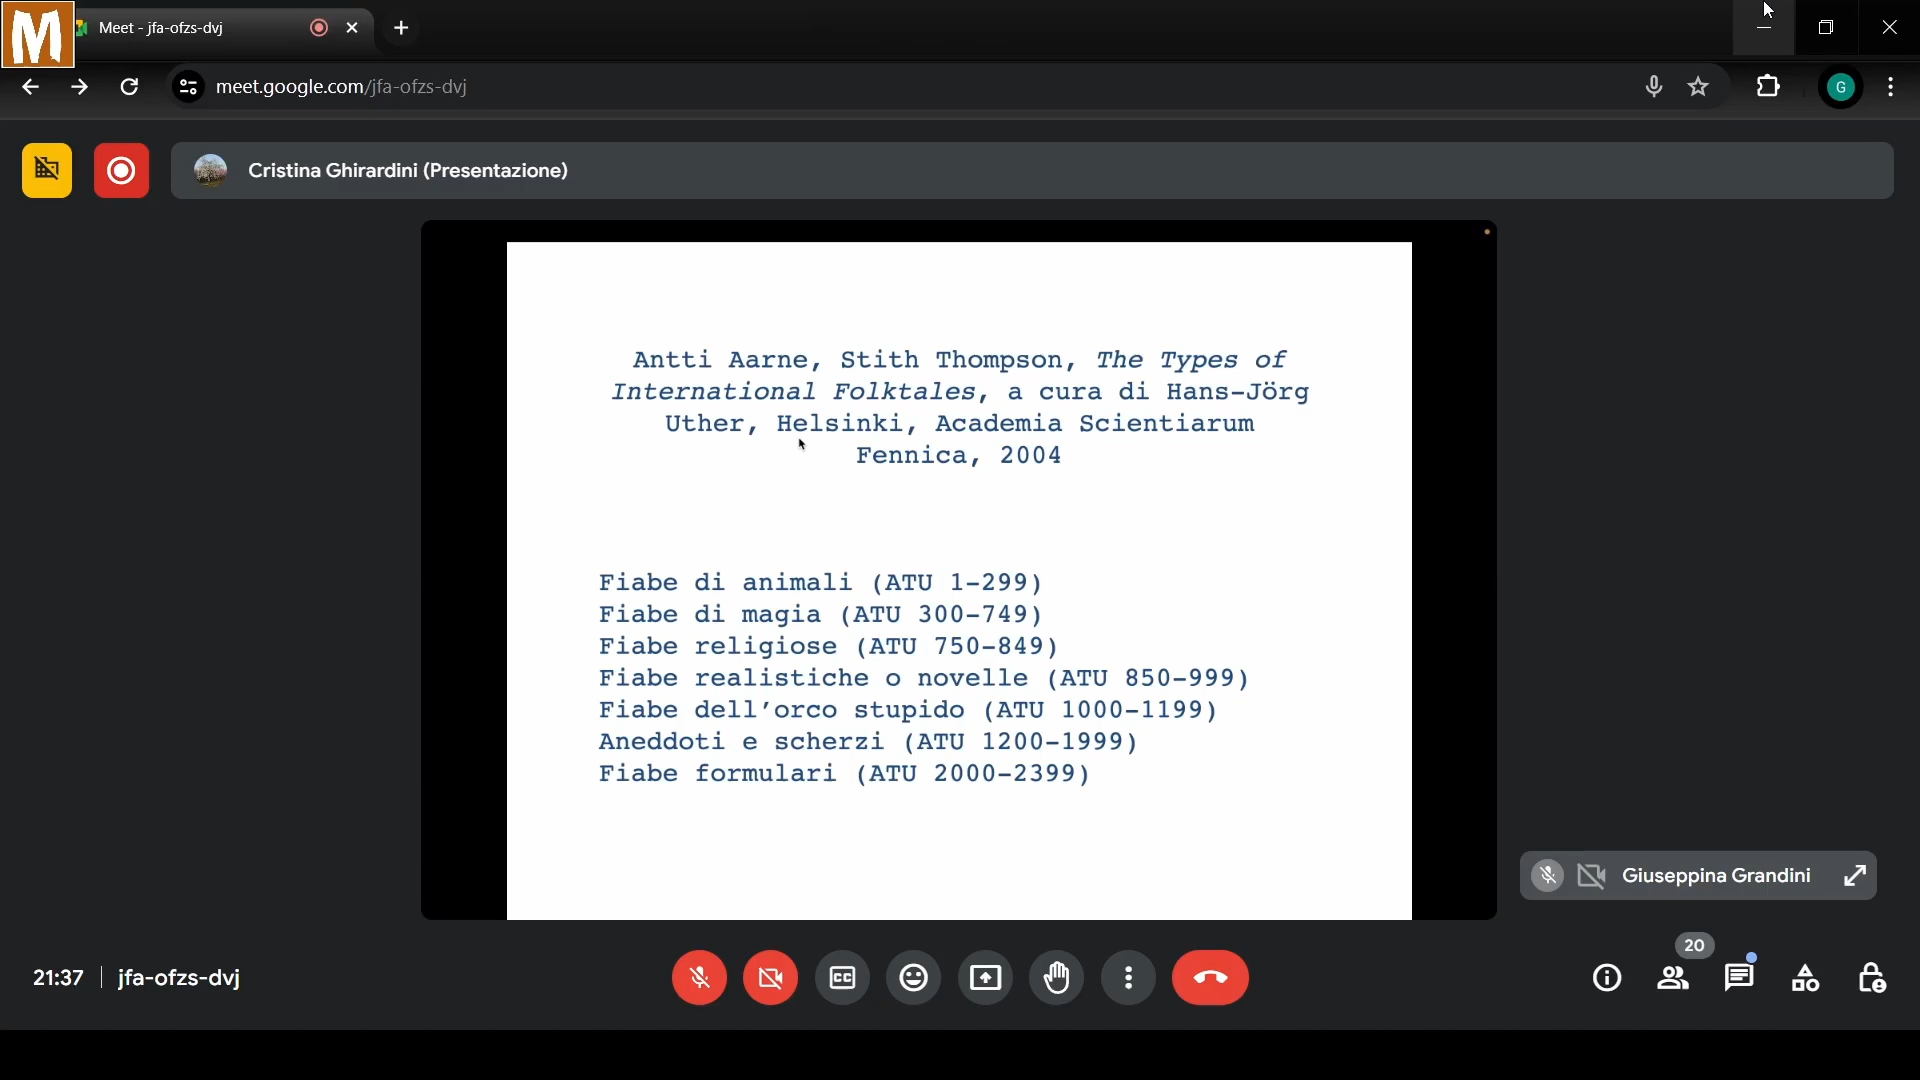 M
Meet - jfa-ofzs-dvj
meet.google.com/jfa-ofzs-dvj
G
Cristina Ghirardini (Presentazione)
Antti Aarne, Stith Thompson, The Types of
International Folktales, a cura di Hans-Jörg
Uther, Helsinki, Academia Scientiarum
Fennica, 2004
Fiabe di animali (ATU 1-299)
Fiabe di magia (ATU 300-749)
Fiabe religiose (ATU 750-849)
Fiabe realistiche o novelle (ATU 850-999)
Fiabe dell’orco stupido (ATU 1000-1199)
Aneddoti e scherzi (ATU 1200-1999)
Fiabe formulari (ATU 2000-2399)
Giuseppina Grandini
20
21:37 | jfa-ofzs-dvj
CC